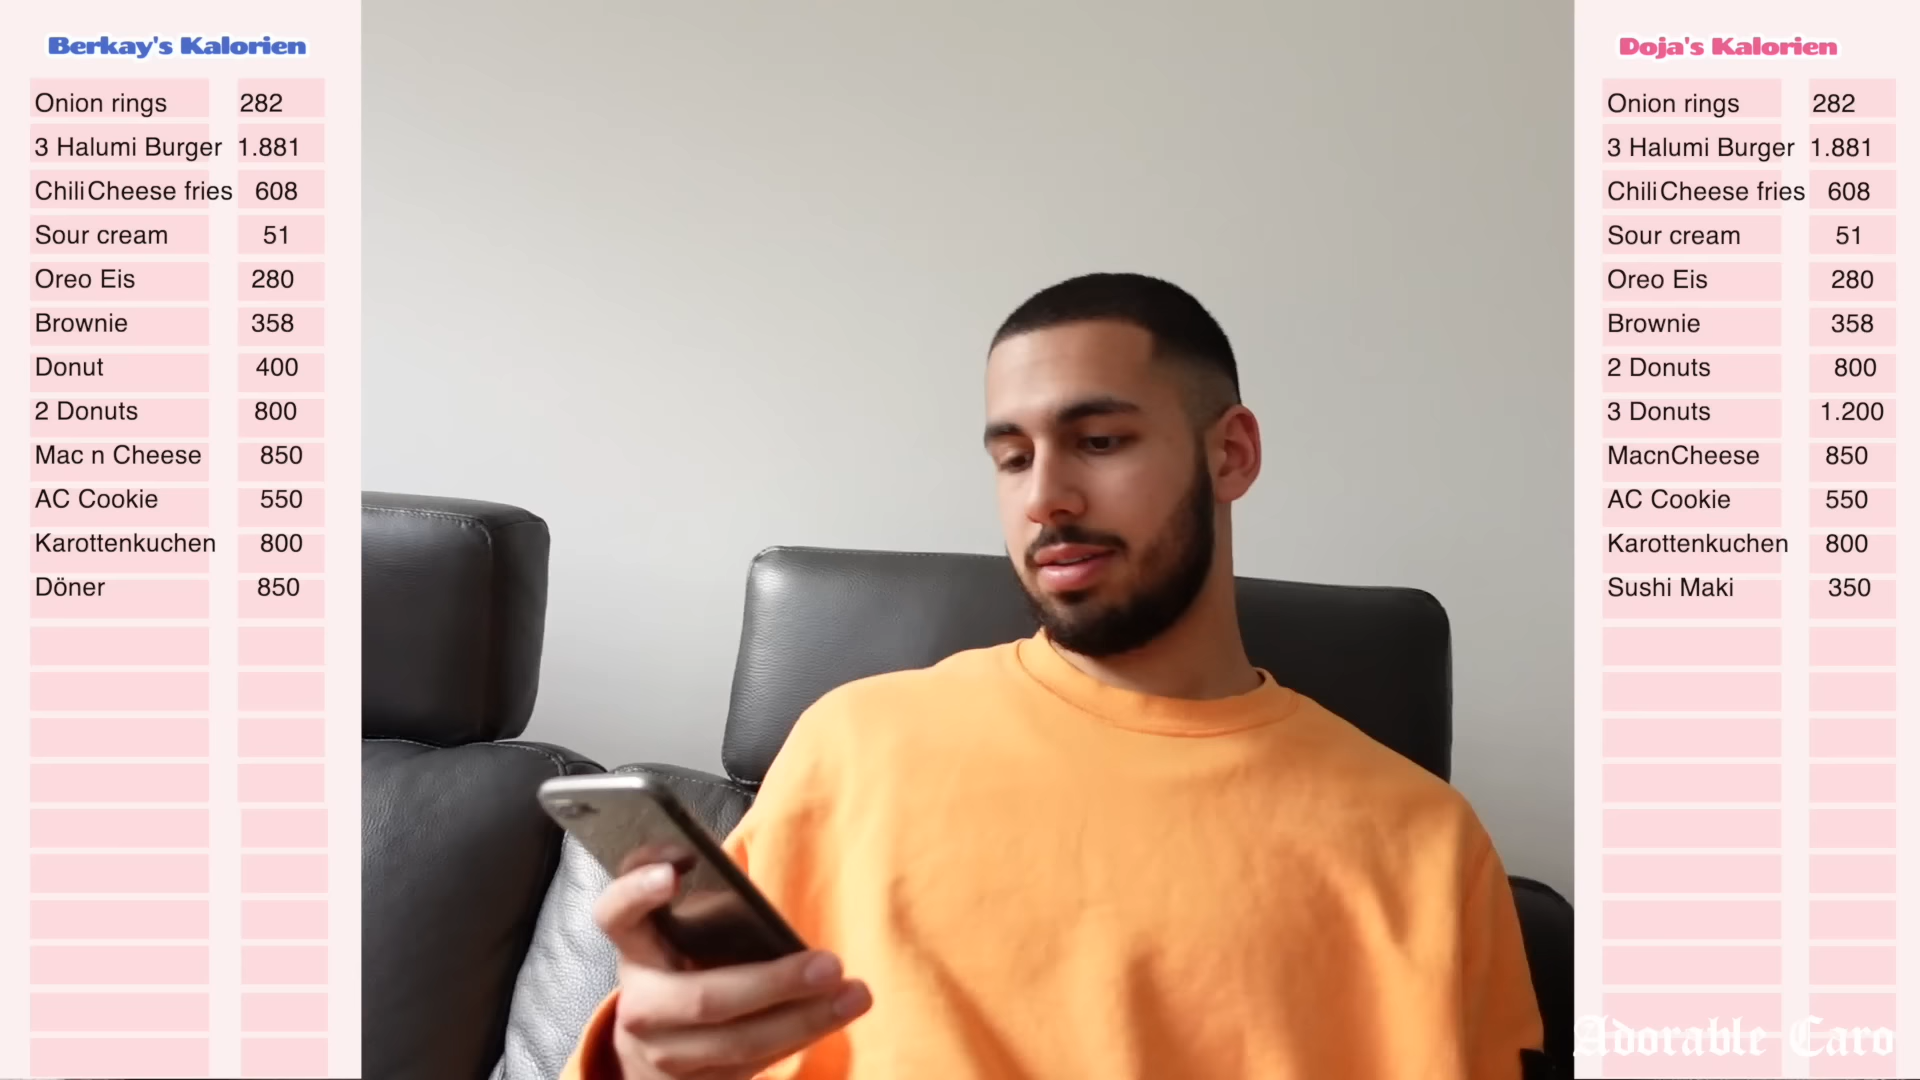 Berkay's Kalorien
Onion rings 282
3 Halumi Burger 1.881
Chili Cheese fries 608
Sour cream 51
Oreo Eis 280
Brownie 358
Donut 400
2 Donuts 800
Mac n Cheese 850
AC Cookie 550
Karottenkuchen 800
Döner 850
Doja's Kalorien
Onion rings 282
3 Halumi Burger 1.881
Chili Cheese fries 608
Sour cream 51
Oreo Eis 280
Brownie 358
2 Donuts 800
3 Donuts 1.200
MacnCheese 850
AC Cookie 550
Karottenkuchen 800
Sushi Maki 350
Adorable Caro